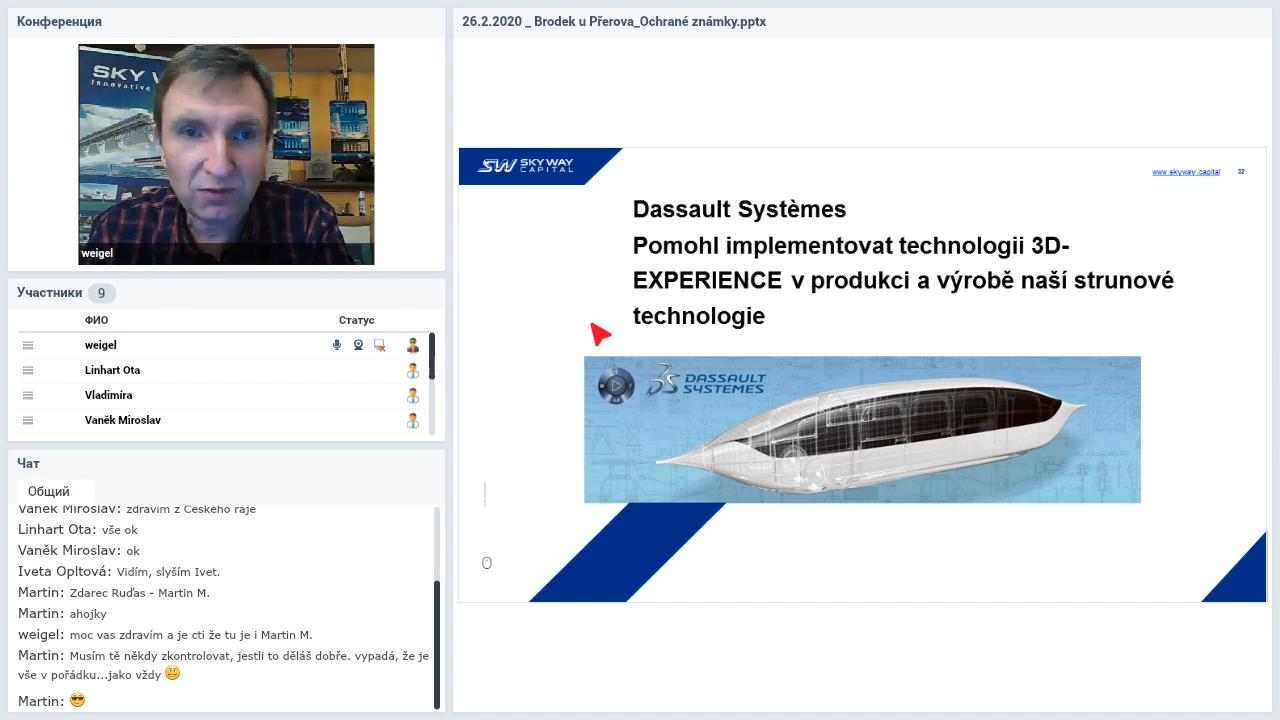 Конференция
SKY W
Innovative
weigel
Участники 9
ФИО Статус
weigel
Linhart Ota
Vladimíra
Vaněk Miroslav
Чат
Общий
Vaněk Miroslav: zdravím z Českého ráje
Linhart Ota: vše ok
Vaněk Miroslav: ok
Iveta Opltová: Vidím, slyším Ivet.
Martin: Zdarec Ruďas - Martin M.
Martin: ahojky
weigel: moc vas zdravím a je cti že tu je i Martin M.
Martin: Musím tě někdy zkontrolovat, jestli to děláš dobře. vypadá, že je
vše v pořádku...jako vždy
Martin:
26.2.2020 _ Brodek u Přerova_Ochrané známky.pptx
SW SKY WAY
CAPITAL
www.skyway.capital 32
Dassault Systèmes
Pomohl implementovat technologii 3D-
EXPERIENCE v produkci a výrobě naší strunové
technologie
DASSAULT
SYSTEMES